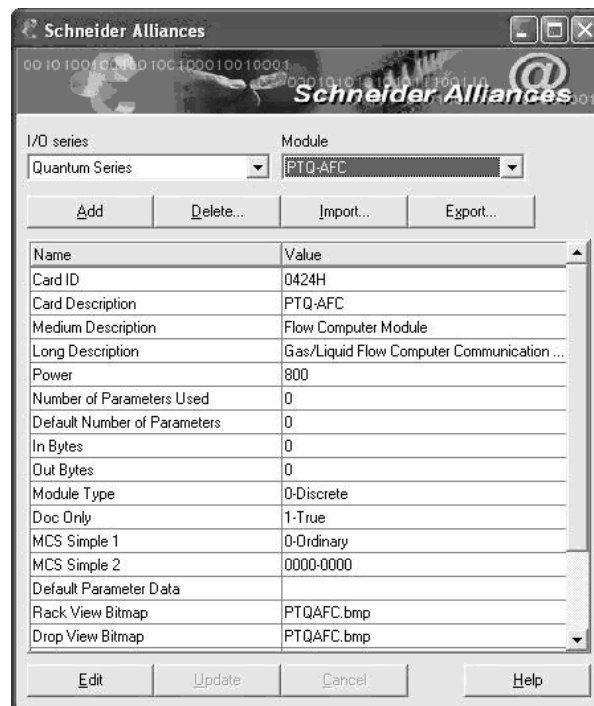 Schneider Alliances
Schneider Alliances
I/O series Module
Quantum Series PTQ-AFC
Add Delete... Import... Export...
Name Value
Card ID 0424H
Card Description PTQ-AFC
Medium Description Flow Computer Module
Long Description Gas/Liquid Flow Computer Communication ...
Power 800
Number of Parameters Used 0
Default Number of Parameters 0
In Bytes 0
Out Bytes 0
Module Type 0-Discrete
Doc Only 1-True
MCS Simple 1 0-Ordinary
MCS Simple 2 0000-0000
Default Parameter Data
Rack View Bitmap PTQAFC.bmp
Drop View Bitmap PTQAFC.bmp
Edit Update Cancel Help